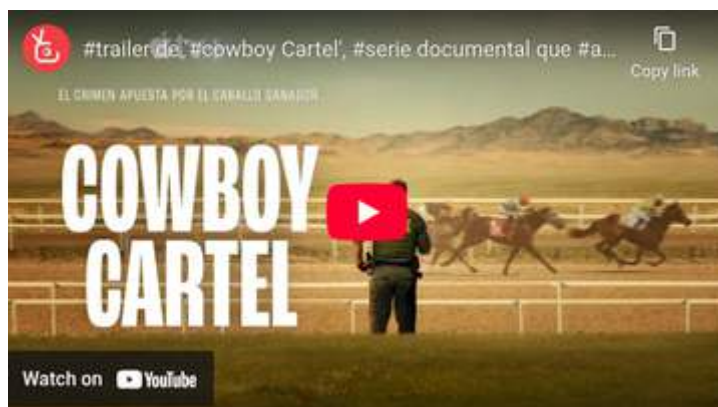 #trailer de, '#cowboy Cartel', #serie documental que #a...
Copy link
EL CRIMEN APUESTA POR EL CABALLO GANADOR
COWBOY
CARTEL
Watch on YouTube